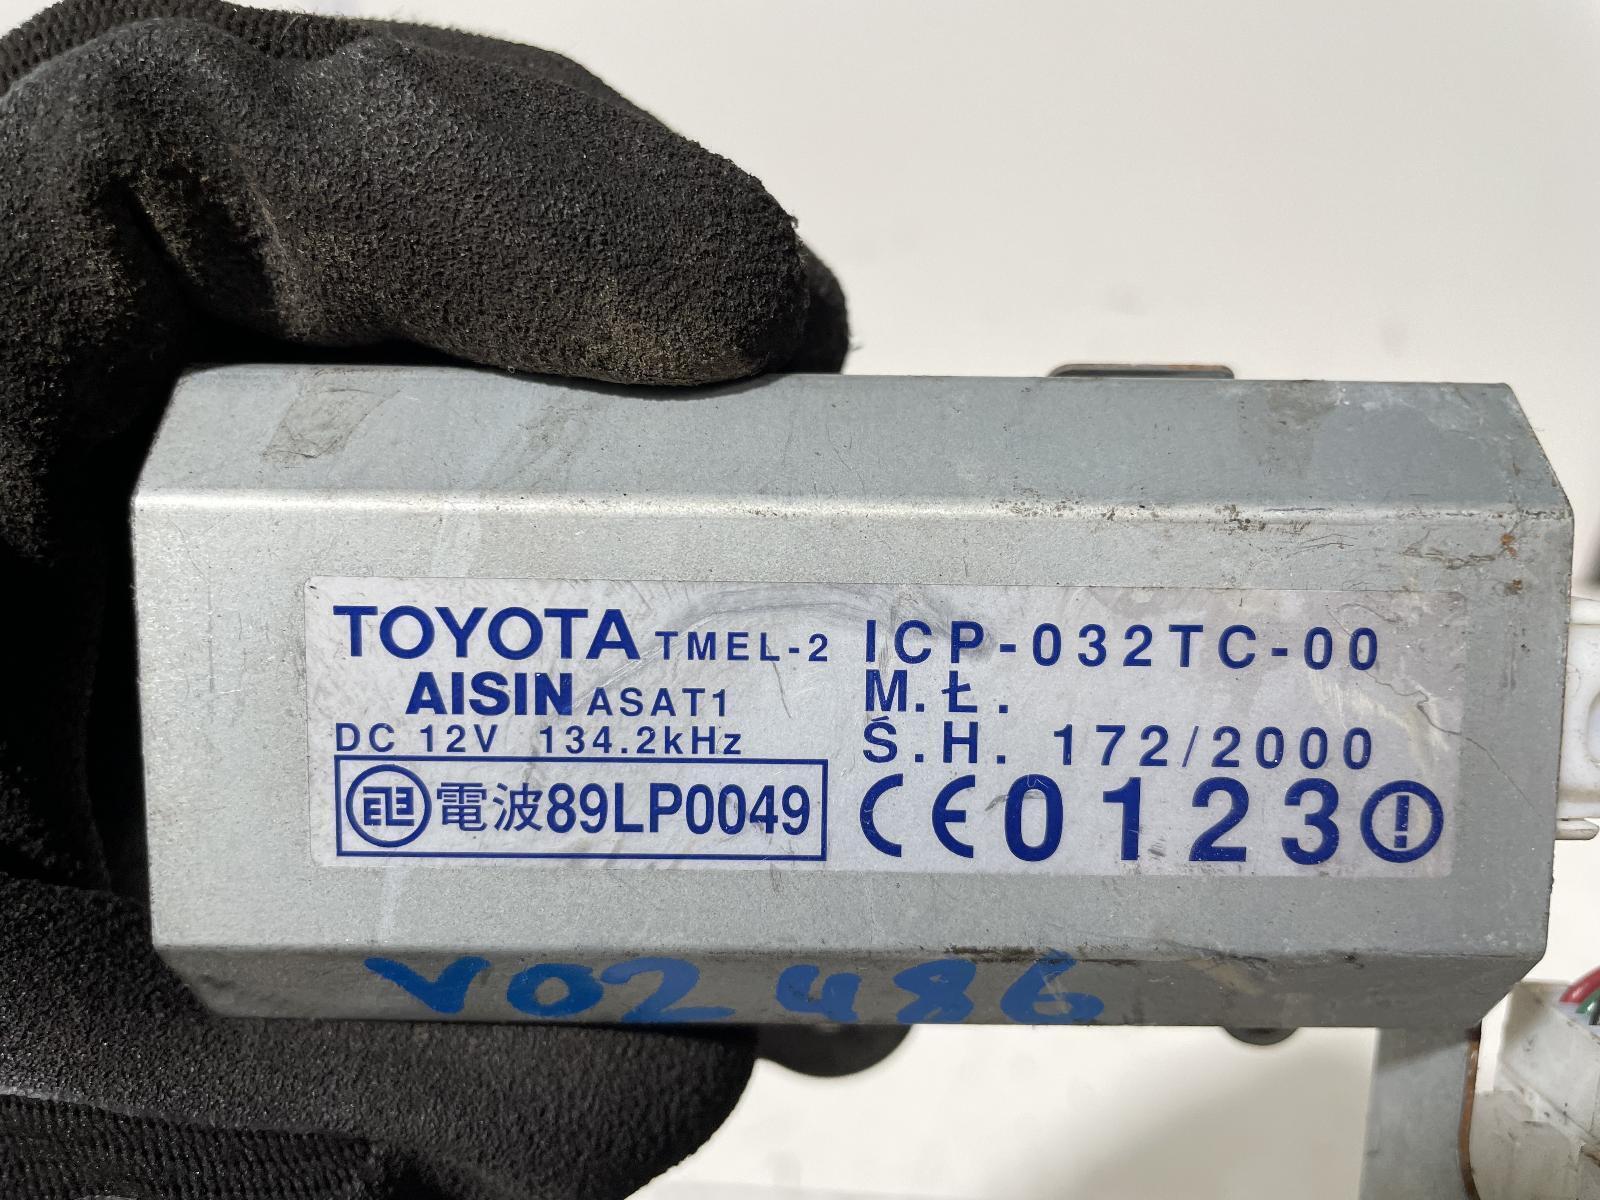 TOYOTA TMEL-2
AISIN ASAT1
DC 12V 134.2kHz
電波89LP0049
ICP-032TC-00
M.Ł.
Ś.H. 172/2000
CE0123!
V02486